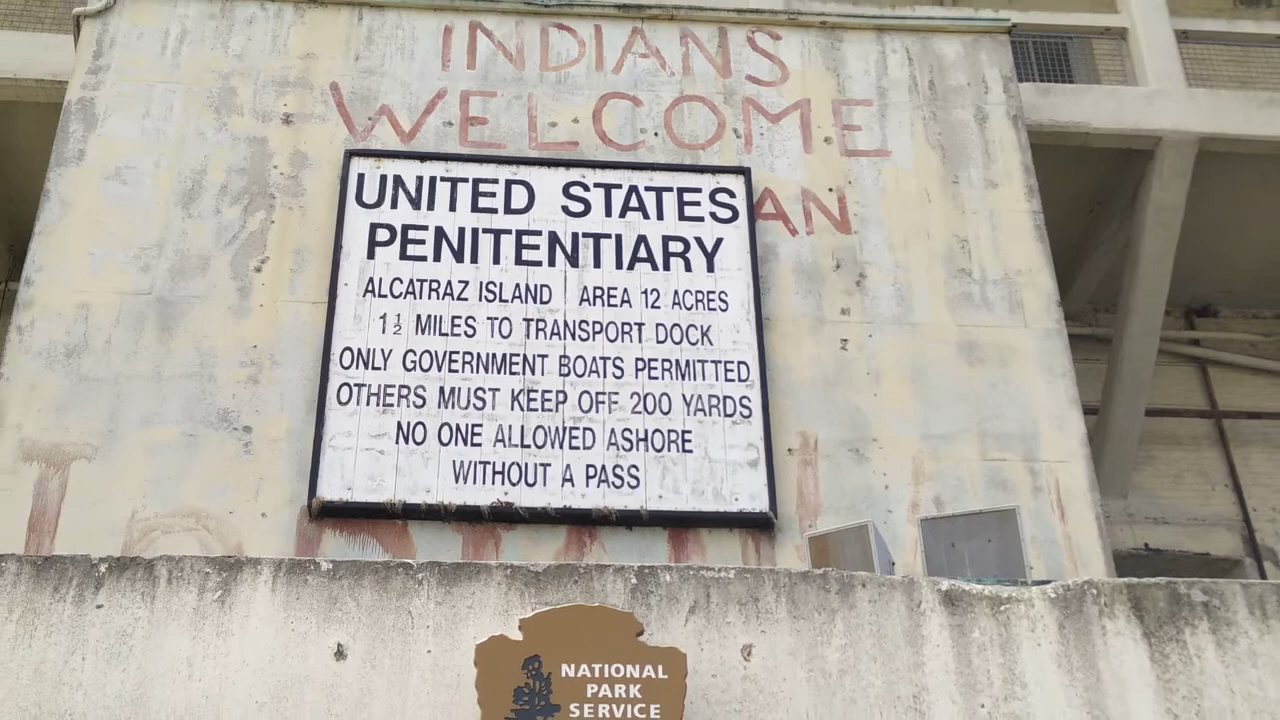 INDIANS
WELCOME
AN
UNITED STATES
PENITENTIARY
ALCATRAZ ISLAND AREA 12 ACRES
1½ MILES TO TRANSPORT DOCK
ONLY GOVERNMENT BOATS PERMITTED
OTHERS MUST KEEP OFF 200 YARDS
NO ONE ALLOWED ASHORE
WITHOUT A PASS
NATIONAL
PARK
SERVICE